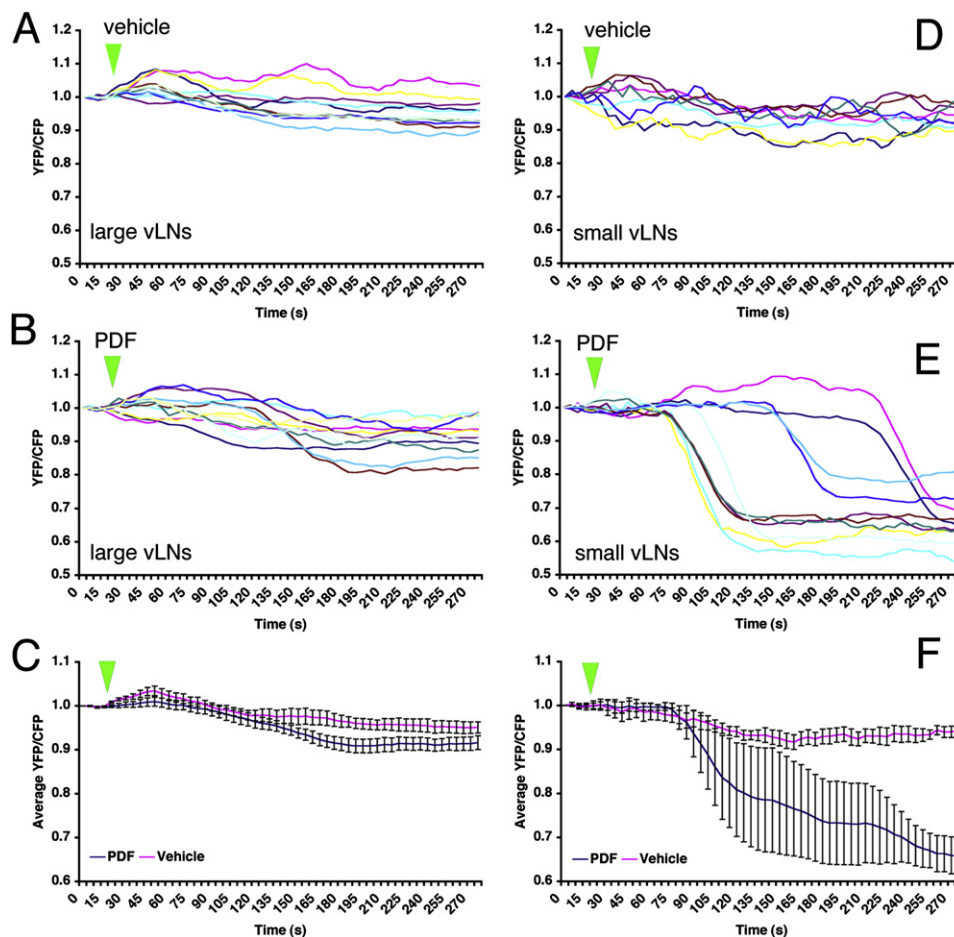 A
vehicle
1.2
1.1
1.0
0.9
0.8
0.7
0.6
0.5
YFP/CFP
large vLNs
0 15 30 45 60 75 90 105 120 135 150 165 180 195 210 225 240 255 270
Time (s)
D
vehicle
1.2
1.1
1.0
0.9
0.8
0.7
0.6
0.5
YFP/CFP
small vLNs
0 15 30 45 60 75 90 105 120 135 150 165 180 195 210 225 240 255 270
Time (s)
B
PDF
1.2
1.1
1.0
0.9
0.8
0.7
0.6
0.5
YFP/CFP
large vLNs
0 15 30 45 60 75 90 105 120 135 150 165 180 195 210 225 240 255 270
Time (s)
E
PDF
1.2
1.1
1.0
0.9
0.8
0.7
0.6
0.5
YFP/CFP
small vLNs
0 15 30 45 60 75 90 105 120 135 150 165 180 195 210 225 240 255 270
Time (s)
C
1.1
1.0
0.9
0.8
0.7
0.6
Average YFP/CFP
PDF Vehicle
0 15 30 45 60 75 90 105 120 135 150 165 180 195 210 225 240 255 270
Time (s)
F
1.1
1.0
0.9
0.8
0.7
0.6
Average YFP/CFP
PDF Vehicle
0 15 30 45 60 75 90 105 120 135 150 165 180 195 210 225 240 255 270
Time (s)